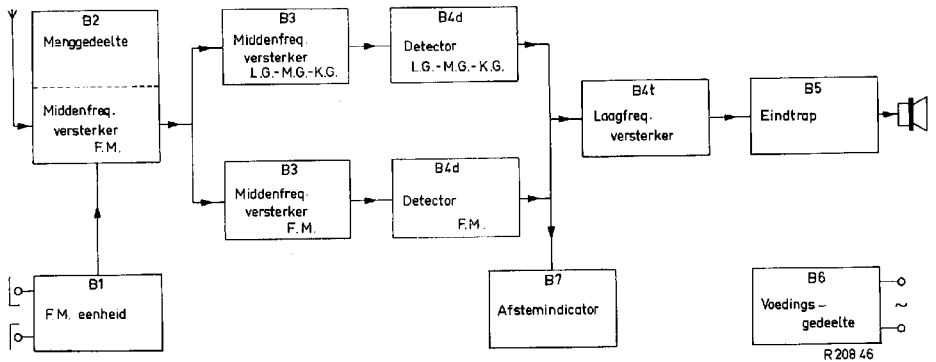 B2
Menggedeelte
Middenfreq.
versterker
F.M.
B3
Middenfreq.
versterker
L.G.-M.G.-K.G.
B4d
Detector
L.G.-M.G.-K.G.
B3
Middenfreq.
versterker
F.M.
B4d
Detector
F.M.
B4t
Laagfreq.
versterker
B5
Eindtrap
B1
F.M. eenheid
B7
Afstemindicator
B6
Voedings-
gedeelte
~
R 208 46